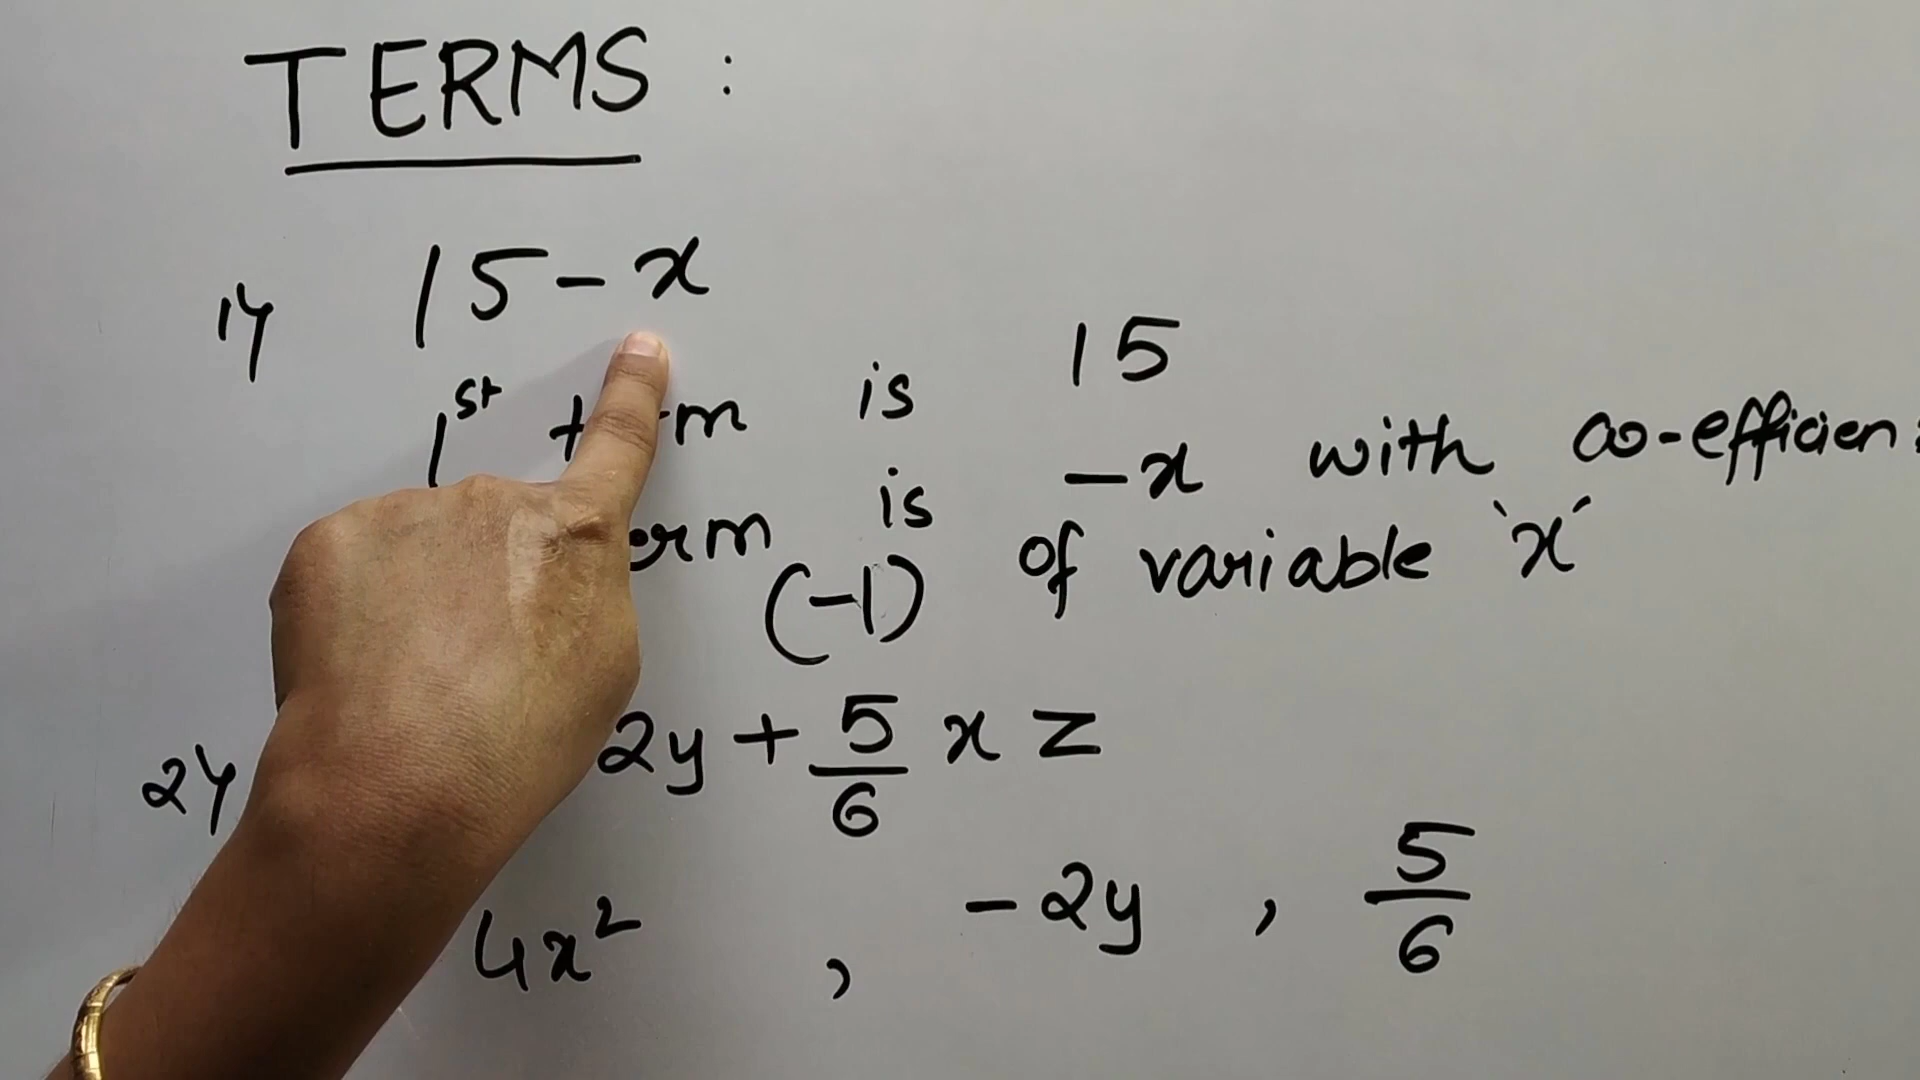 TERMS :
1) 15 - x
1st term is 15
is -x with co-efficien
(-1) of variable 'x'
2) 2y + 5/6 x z
4x² , -2y , 5/6